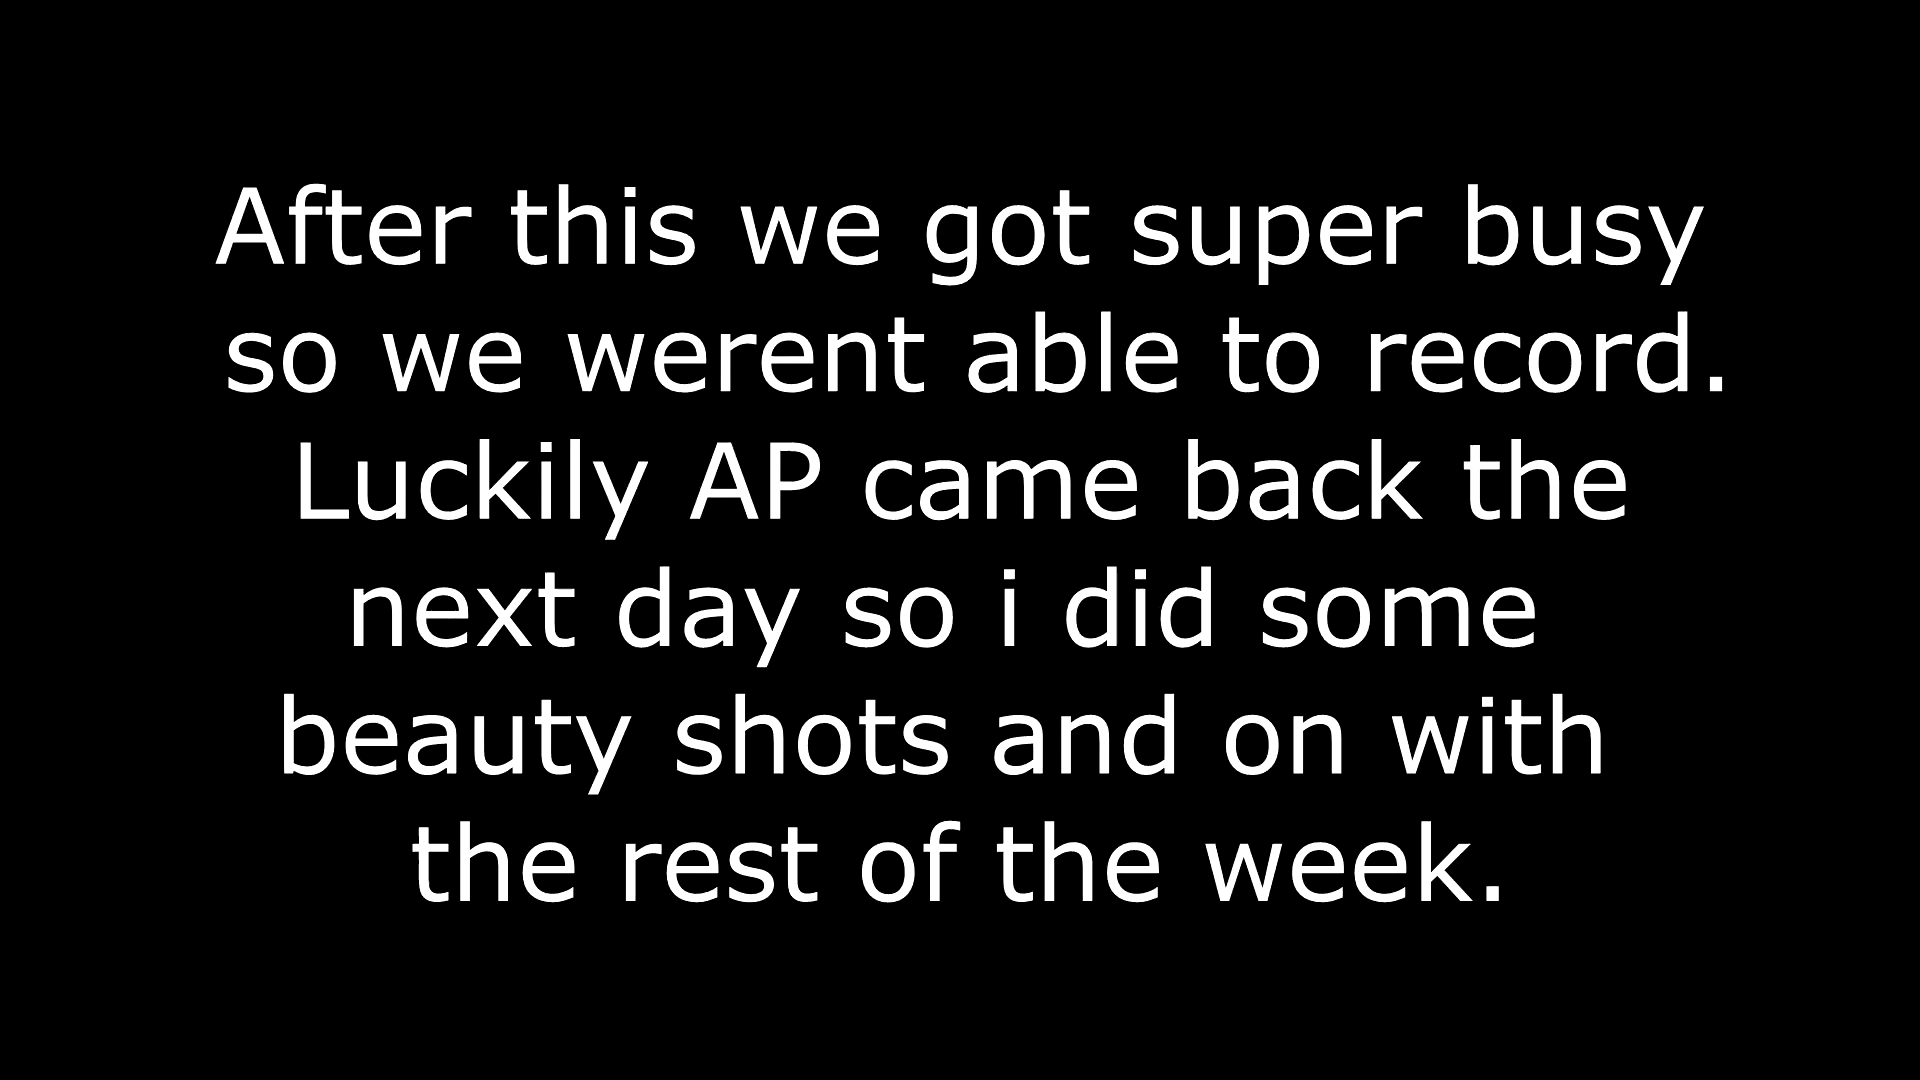 After this we got super busy
so we werent able to record.
Luckily AP came back the
next day so i did some
beauty shots and on with
the rest of the week.